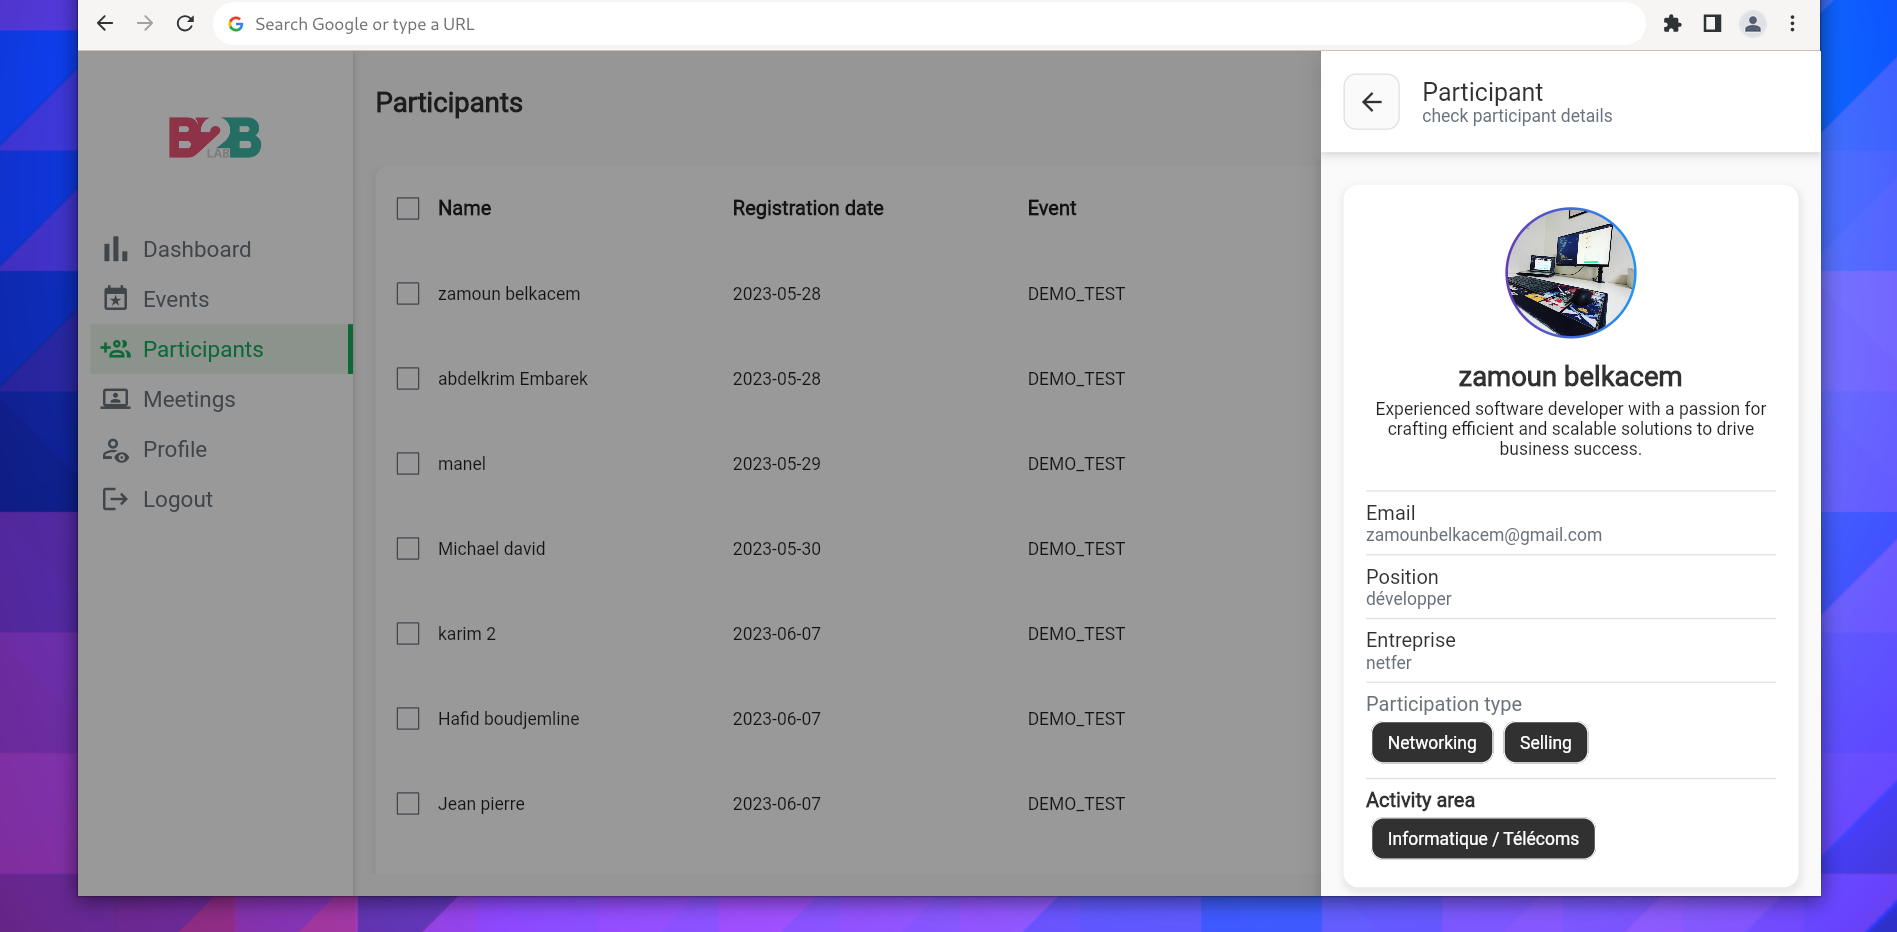 Search Google or type a URL
B2B
LAB
Dashboard
Events
Participants
Meetings
Profile
Logout
Participants
Name Registration date Event
zamoun belkacem 2023-05-28 DEMO_TEST
abdelkrim Embarek 2023-05-28 DEMO_TEST
manel 2023-05-29 DEMO_TEST
Michael david 2023-05-30 DEMO_TEST
karim 2 2023-06-07 DEMO_TEST
Hafid boudjemline 2023-06-07 DEMO_TEST
Jean pierre 2023-06-07 DEMO_TEST
Participant
check participant details
zamoun belkacem
Experienced software developer with a passion for
crafting efficient and scalable solutions to drive
business success.
Email
zamounbelkacem@gmail.com
Position
développer
Entreprise
netfer
Participation type
Networking Selling
Activity area
Informatique / Télécoms